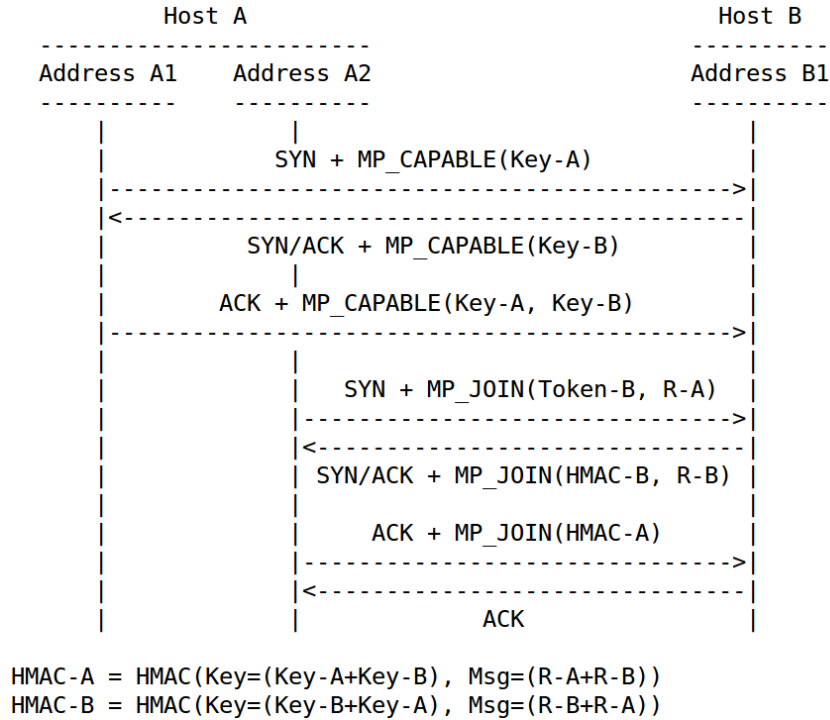 Host A Host B
Address A1 Address A2 Address B1
SYN + MP_CAPABLE(Key-A)
SYN/ACK + MP_CAPABLE(Key-B)
ACK + MP_CAPABLE(Key-A, Key-B)
SYN + MP_JOIN(Token-B, R-A)
SYN/ACK + MP_JOIN(HMAC-B, R-B)
ACK + MP_JOIN(HMAC-A)
ACK
HMAC-A = HMAC(Key=(Key-A+Key-B), Msg=(R-A+R-B))
HMAC-B = HMAC(Key=(Key-B+Key-A), Msg=(R-B+R-A))